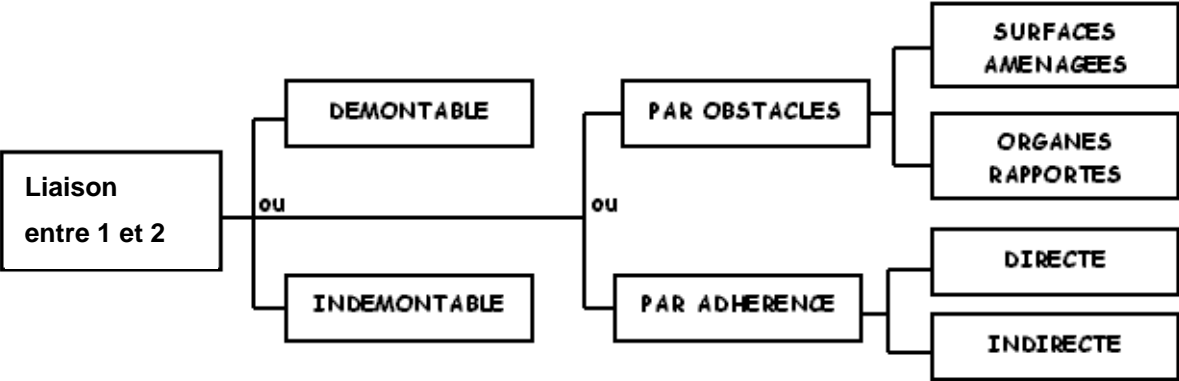 SURFACES
AMENAGEES
DEMONTABLE
PAR OBSTACLES
ORGANES
RAPPORTES
Liaison
entre 1 et 2
ou
ou
DIRECTE
INDEMONTABLE
PAR ADHERENCE
INDIRECTE